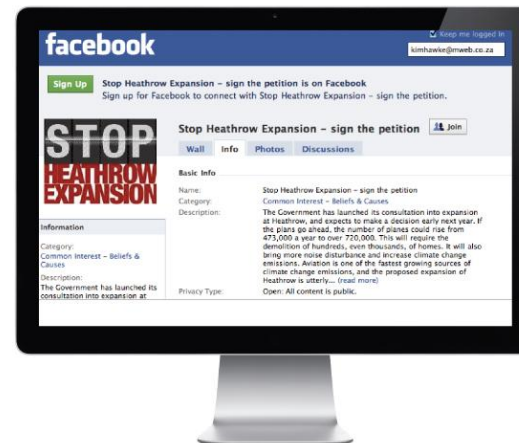 facebook
Keep me logged in
kimhawke@mweb.co.za
Sign Up
Stop Heathrow Expansion – sign the petition is on Facebook
Sign up for Facebook to connect with Stop Heathrow Expansion – sign the petition.
STOP
HEATHROW
EXPANSION
Stop Heathrow Expansion – sign the petition
Join
Wall Info Photos Discussions
Basic Info
Name: Stop Heathrow Expansion – sign the petition
Category: Common Interest – Beliefs & Causes
Description: The Government has launched its consultation into expansion
at Heathrow, and expects to make a decision early next year. If
the plans go ahead, the number of planes could rise from
473,000 a year to over 720,000. This will require the
demolition of hundreds, even thousands, of homes. It will also
bring more noise disturbance and increase climate change
emissions. Aviation is one of the fastest growing sources of
climate change emissions, and the proposed expansion of
Heathrow is utterly... (read more)
Privacy Type: Open: All content is public.
Information
Category:
Common Interest – Beliefs &
Causes
Description:
The Government has launched its
consultation into expansion at